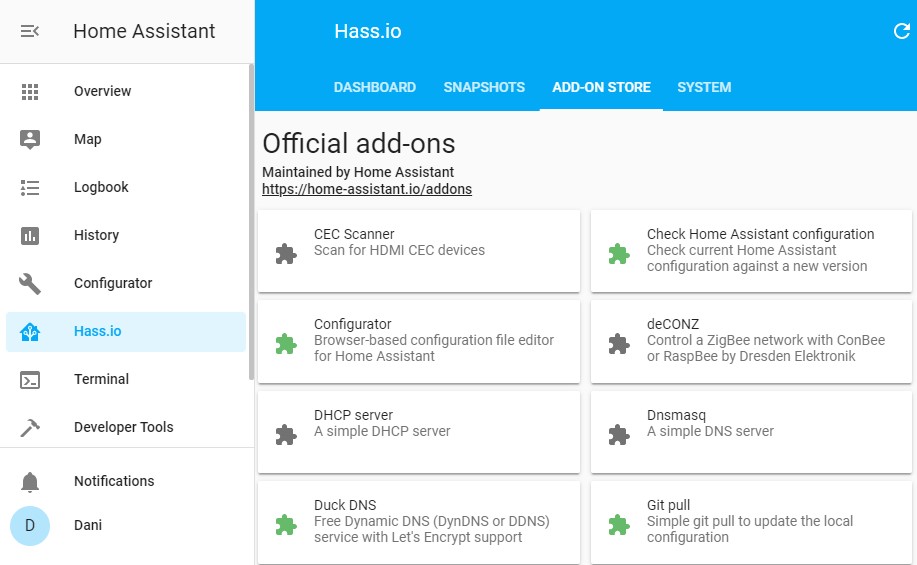 Home Assistant
Overview
Map
Logbook
History
Configurator
Hass.io
Terminal
Developer Tools
Notifications
D
Dani
Hass.io
DASHBOARD SNAPSHOTS ADD-ON STORE SYSTEM
Official add-ons
Maintained by Home Assistant
https://home-assistant.io/addons
CEC Scanner
Scan for HDMI CEC devices
Check Home Assistant configuration
Check current Home Assistant
configuration against a new version
Configurator
Browser-based configuration file editor
for Home Assistant
deCONZ
Control a ZigBee network with ConBee
or RaspBee by Dresden Elektronik
DHCP server
A simple DHCP server
Dnsmasq
A simple DNS server
Duck DNS
Free Dynamic DNS (DynDNS or DDNS)
service with Let's Encrypt support
Git pull
Simple git pull to update the local
configuration